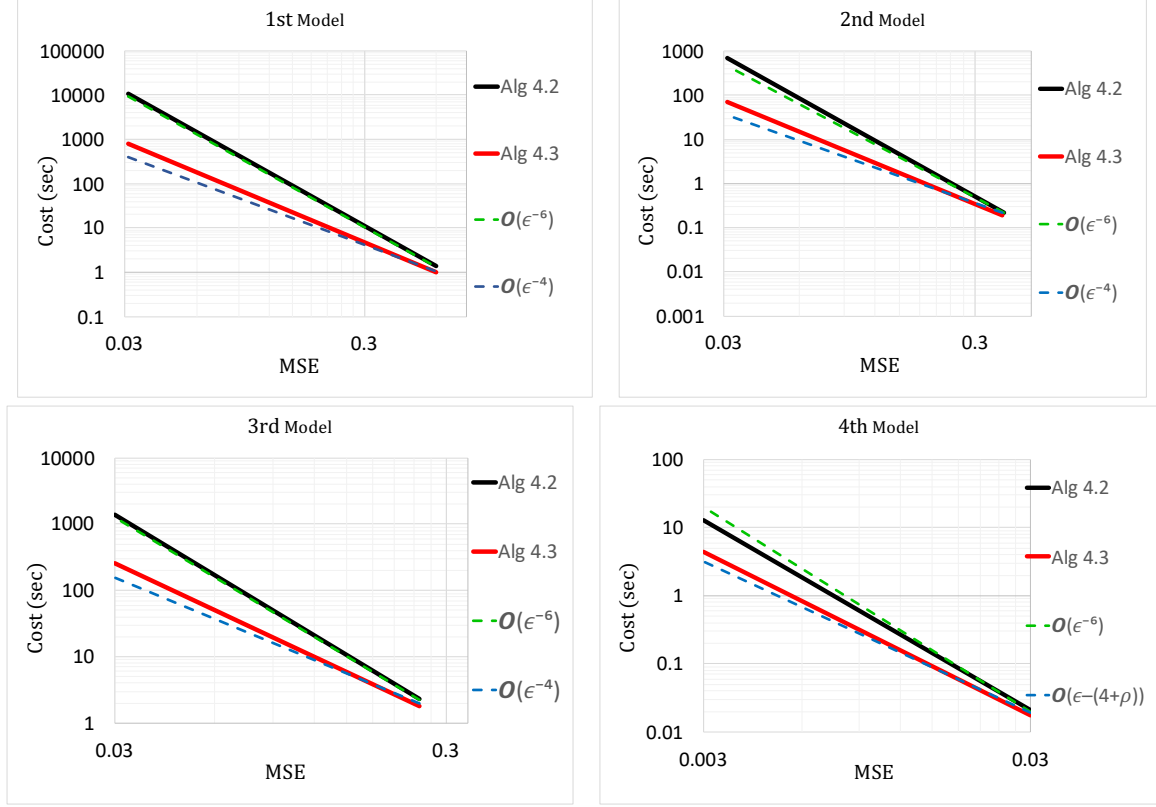 1st Model
100000
10000
1000
100
10
1
0.1
0.03
0.3
Cost (sec)
MSE
Alg 4.2
Alg 4.3
O(ϵ⁻⁶)
O(ϵ⁻⁴)
2nd Model
1000
100
10
1
0.1
0.01
0.001
0.03
0.3
Cost (sec)
MSE
Alg 4.2
Alg 4.3
O(ϵ⁻⁶)
O(ϵ⁻⁴)
3rd Model
10000
1000
100
10
1
0.03
0.3
Cost (sec)
MSE
Alg 4.2
Alg 4.3
O(ϵ⁻⁶)
O(ϵ⁻⁴)
4th Model
100
10
1
0.1
0.01
0.003
0.03
Cost (sec)
MSE
Alg 4.2
Alg 4.3
O(ϵ⁻⁶)
O(ϵ−(4+ρ))